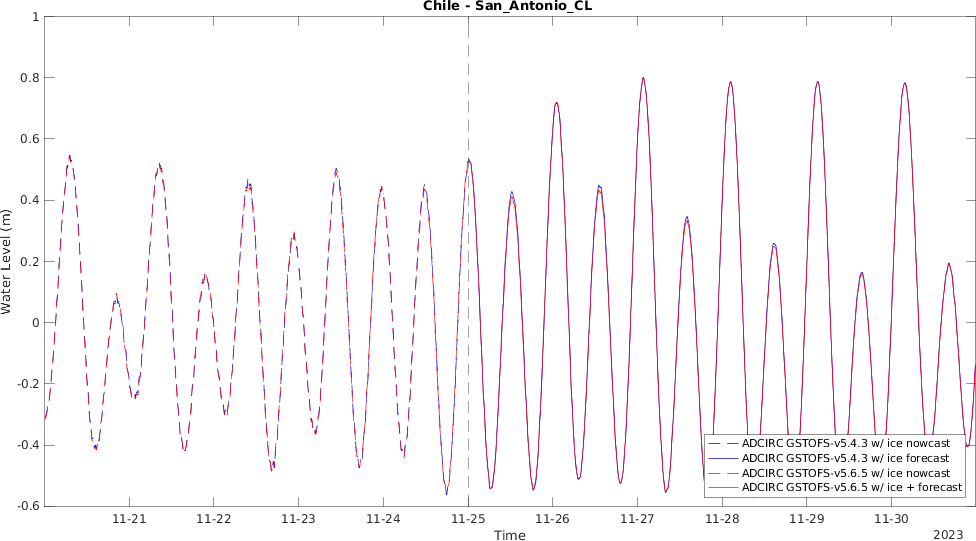 Chile - San_Antonio_CL
Water Level (m)
1
0.8
0.6
0.4
0.2
0
-0.2
-0.4
-0.6
ADCIRC GSTOFS-v5.4.3 w/ ice nowcast
ADCIRC GSTOFS-v5.4.3 w/ ice forecast
ADCIRC GSTOFS-v5.6.5 w/ ice nowcast
ADCIRC GSTOFS-v5.6.5 w/ ice + forecast
11-21 11-22 11-23 11-24 11-25 11-26 11-27 11-28 11-29 11-30
Time
2023